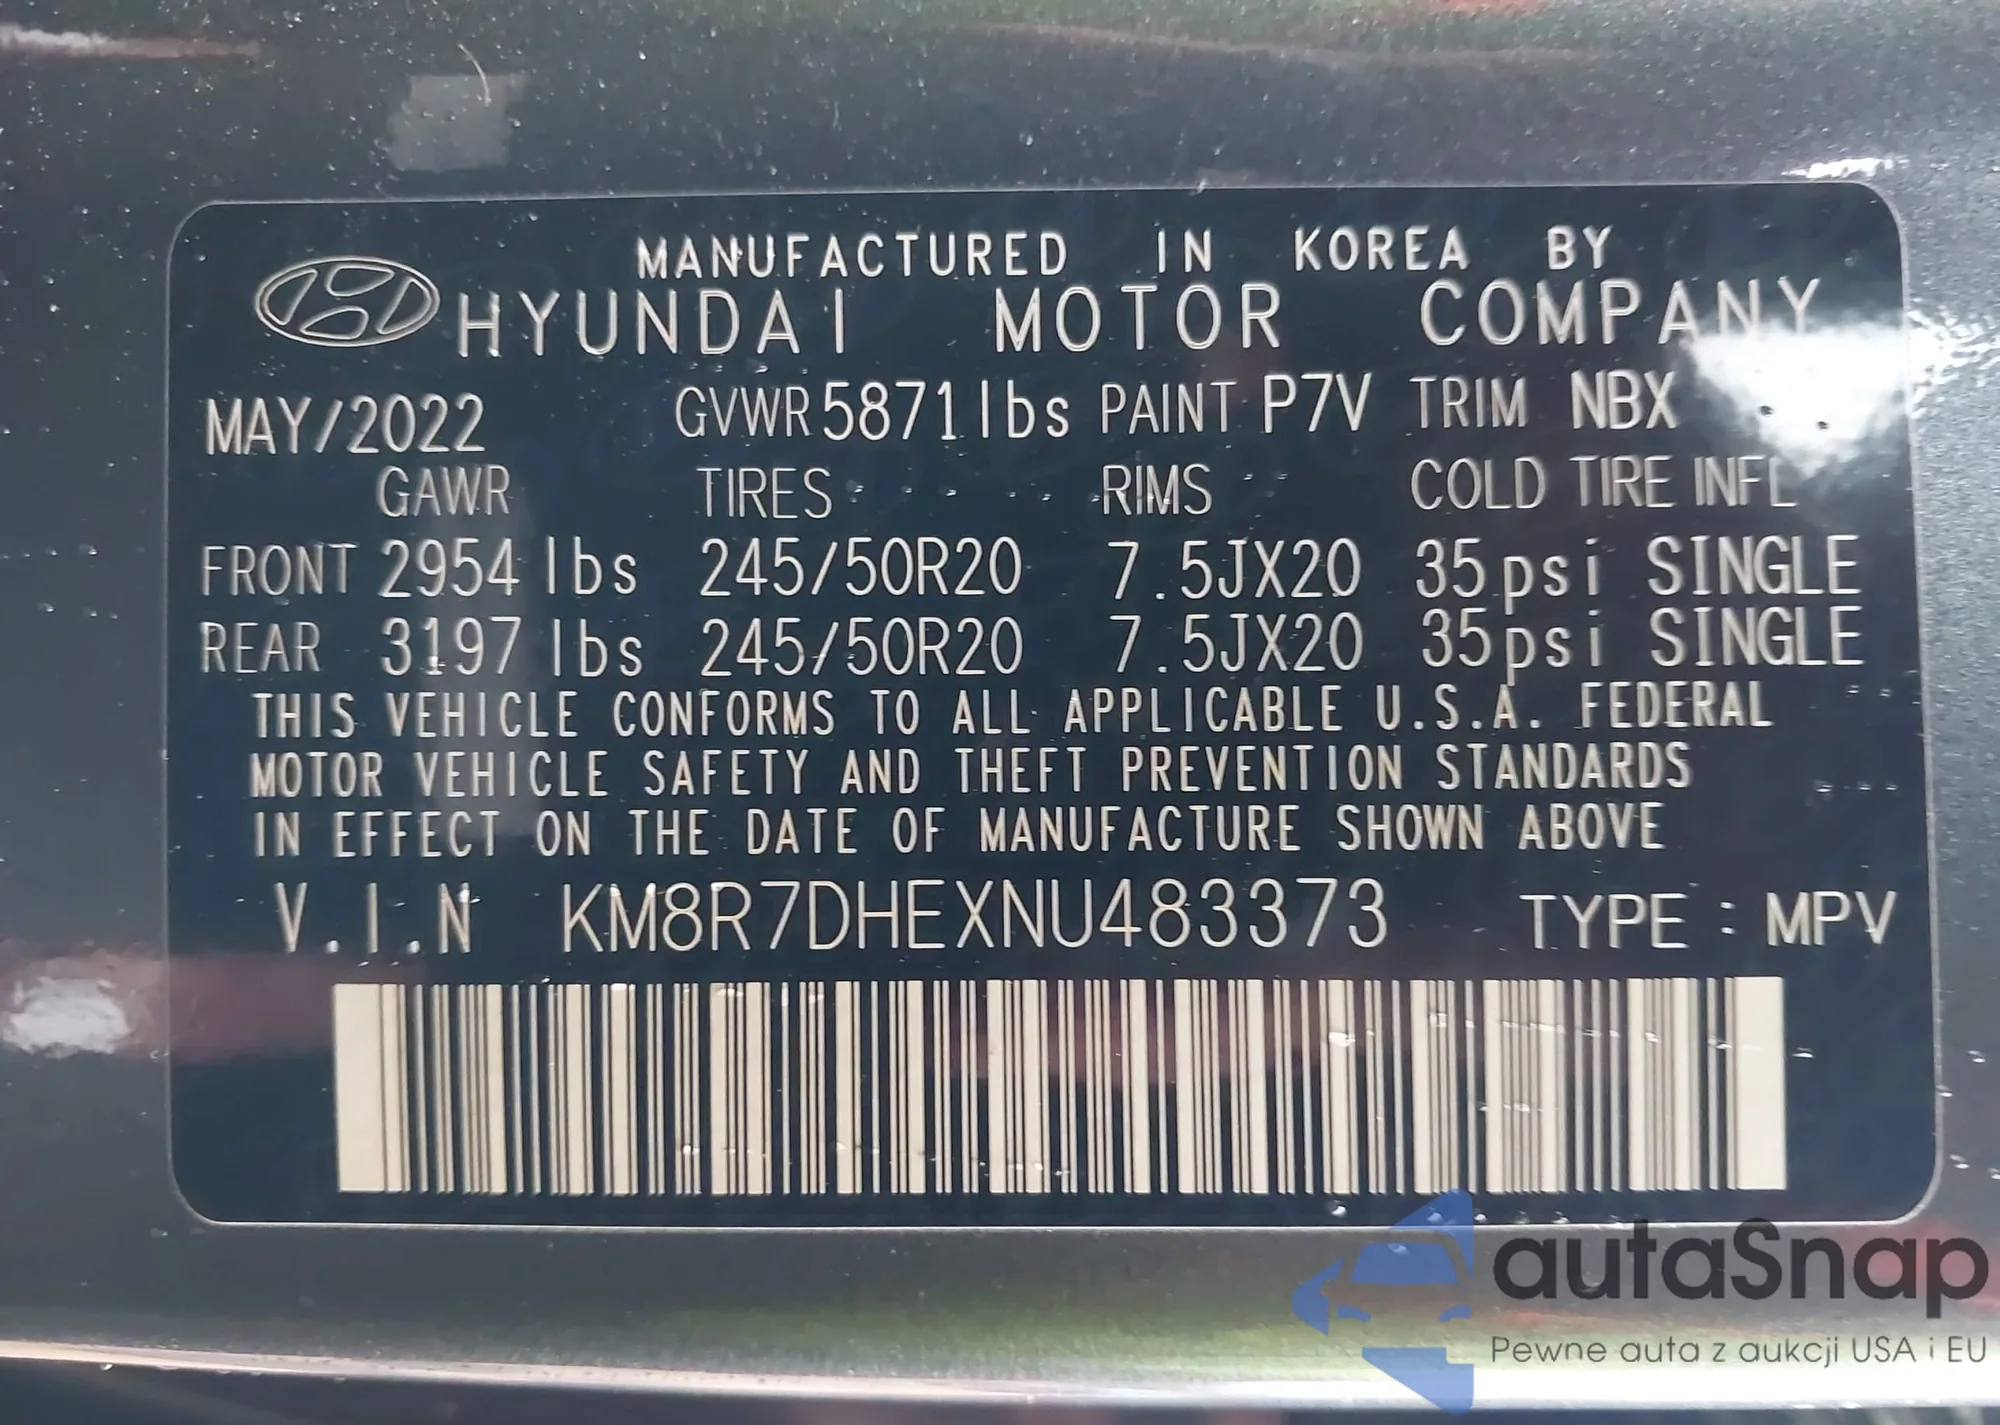 MANUFACTURED IN KOREA BY
HYUNDAI MOTOR COMPANY
MAY/2022 GVWR 5871 lbs PAINT P7V TRIM NBX
GAWR TIRES RIMS COLD TIRE INFL
FRONT 2954 lbs 245/50R20 7.5JX20 35psi SINGLE
REAR 3197 lbs 245/50R20 7.5JX20 35psi SINGLE
THIS VEHICLE CONFORMS TO ALL APPLICABLE U.S.A. FEDERAL
MOTOR VEHICLE SAFETY AND THEFT PREVENTION STANDARDS
IN EFFECT ON THE DATE OF MANUFACTURE SHOWN ABOVE
V.I.N KM8R7DHEXNU483373 TYPE : MPV
autaSnap
Pewne auta z aukcji USA i EU